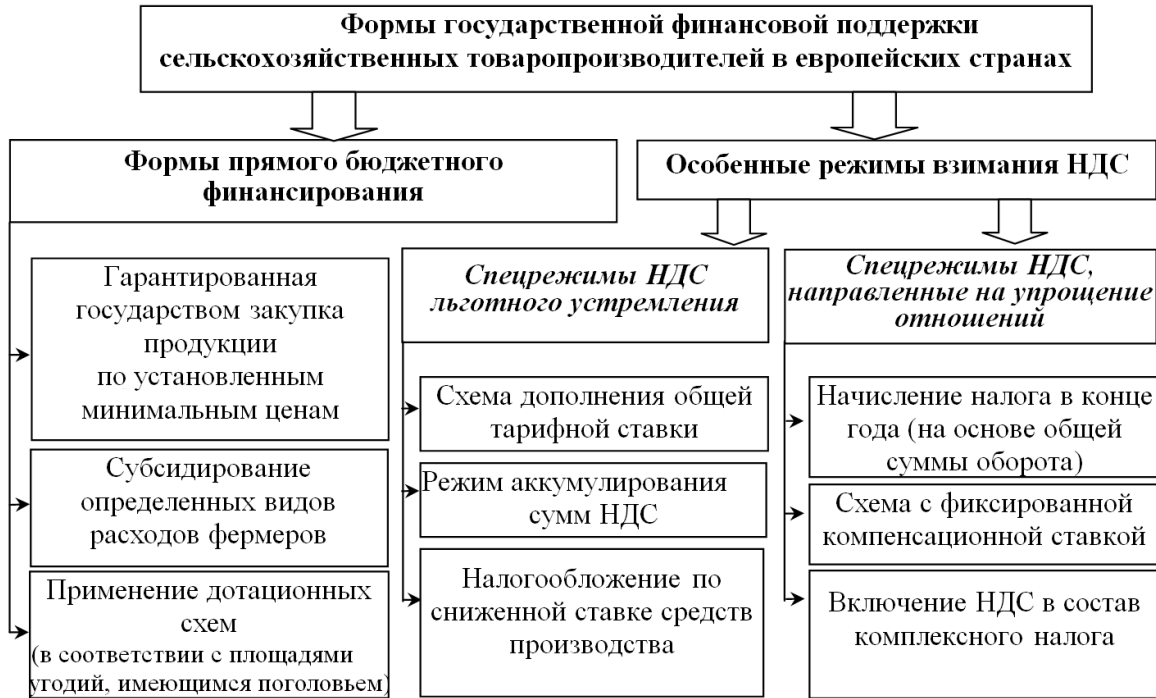 Формы государственной финансовой поддержки
сельскохозяйственных товаропроизводителей в европейских странах
Формы прямого бюджетного
финансирования
Особенные режимы взимания НДС
Гарантированная
государством закупка
продукции
по установленным
минимальным ценам
Субсидирование
определенных видов
расходов фермеров
Применение дотационных
схем
(в соответствии с площадями
угодий, имеющимся поголовьем)
Спецрежимы НДС
льготного устремления
Схема дополнения общей
тарифной ставки
Режим аккумулирования
сумм НДС
Налогообложение по
сниженной ставке средств
производства
Спецрежимы НДС,
направленные на упрощение
отношений
Начисление налога в конце
года (на основе общей
суммы оборота)
Схема с фиксированной
компенсационной ставкой
Включение НДС в состав
комплексного налога